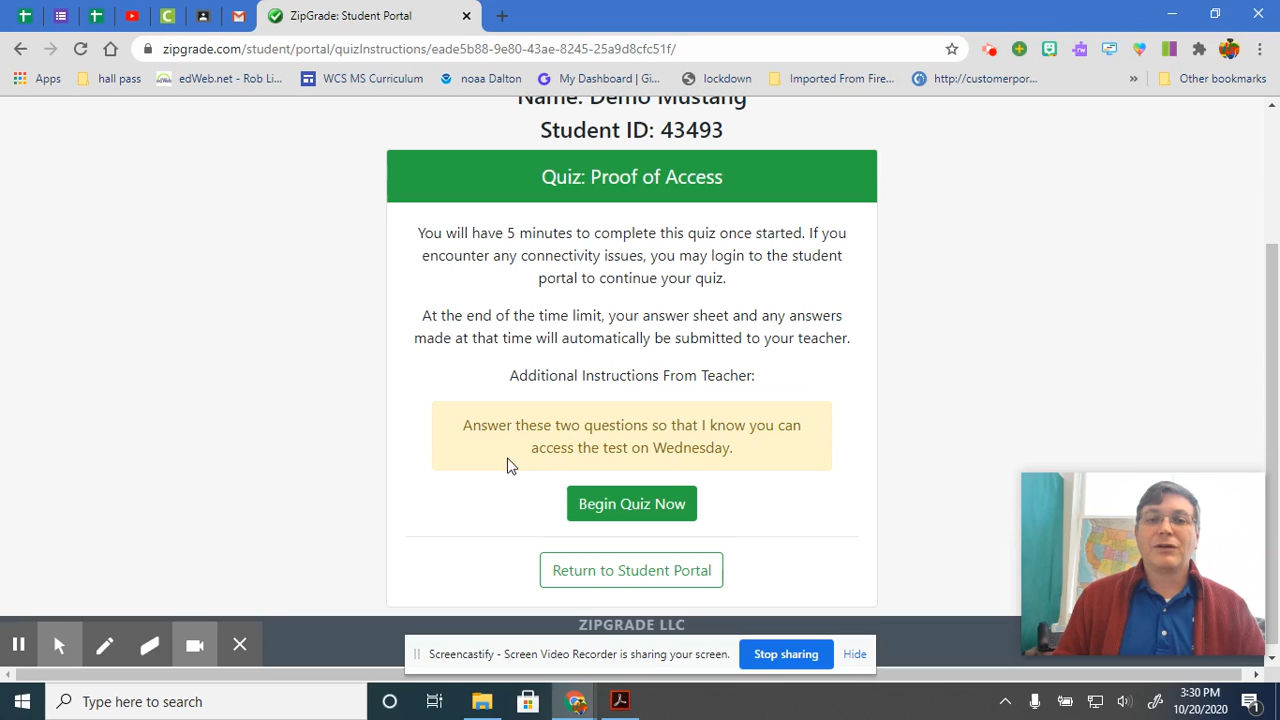 ZipGrade: Student Portal
zipgrade.com/student/portal/quizInstructions/eade5b88-9e80-43ae-8245-25a9d8cfc51f/
Apps hall pass edWeb.net - Rob Li... WCS MS Curriculum noaa Dalton My Dashboard | Gi... lockdown Imported From Fire... http://customerpor... » Other bookmarks
Name: Demo Mustang
Student ID: 43493
Quiz: Proof of Access
You will have 5 minutes to complete this quiz once started. If you
encounter any connectivity issues, you may login to the student
portal to continue your quiz.
At the end of the time limit, your answer sheet and any answers
made at that time will automatically be submitted to your teacher.
Additional Instructions From Teacher:
Answer these two questions so that I know you can
access the test on Wednesday.
Begin Quiz Now
Return to Student Portal
ZIPGRADE LLC
Screencastify - Screen Video Recorder is sharing your screen. Stop sharing Hide
Type here to search
3:30 PM
10/20/2020
1